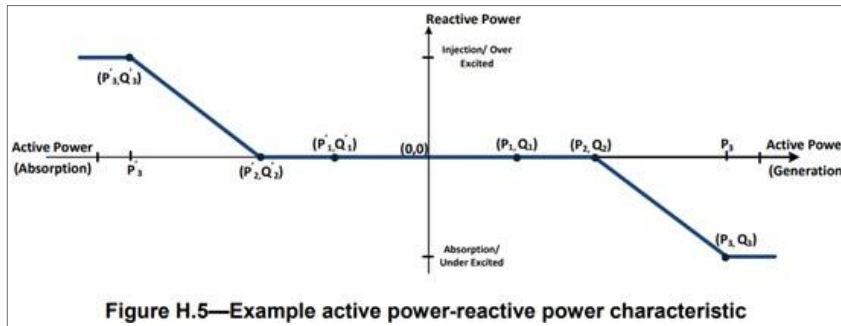 Reactive Power
Injection/ Over
Excited
(P'3,Q'3)
Active Power
(Absorption)
P'3
(P'2,Q'2)
(P'1,Q'1)
(0,0)
(P1, Q1)
(P2, Q2)
P3
Active Power
(Generation)
Absorption/
Under Excited
(P3, Q3)
Figure H.5—Example active power-reactive power characteristic